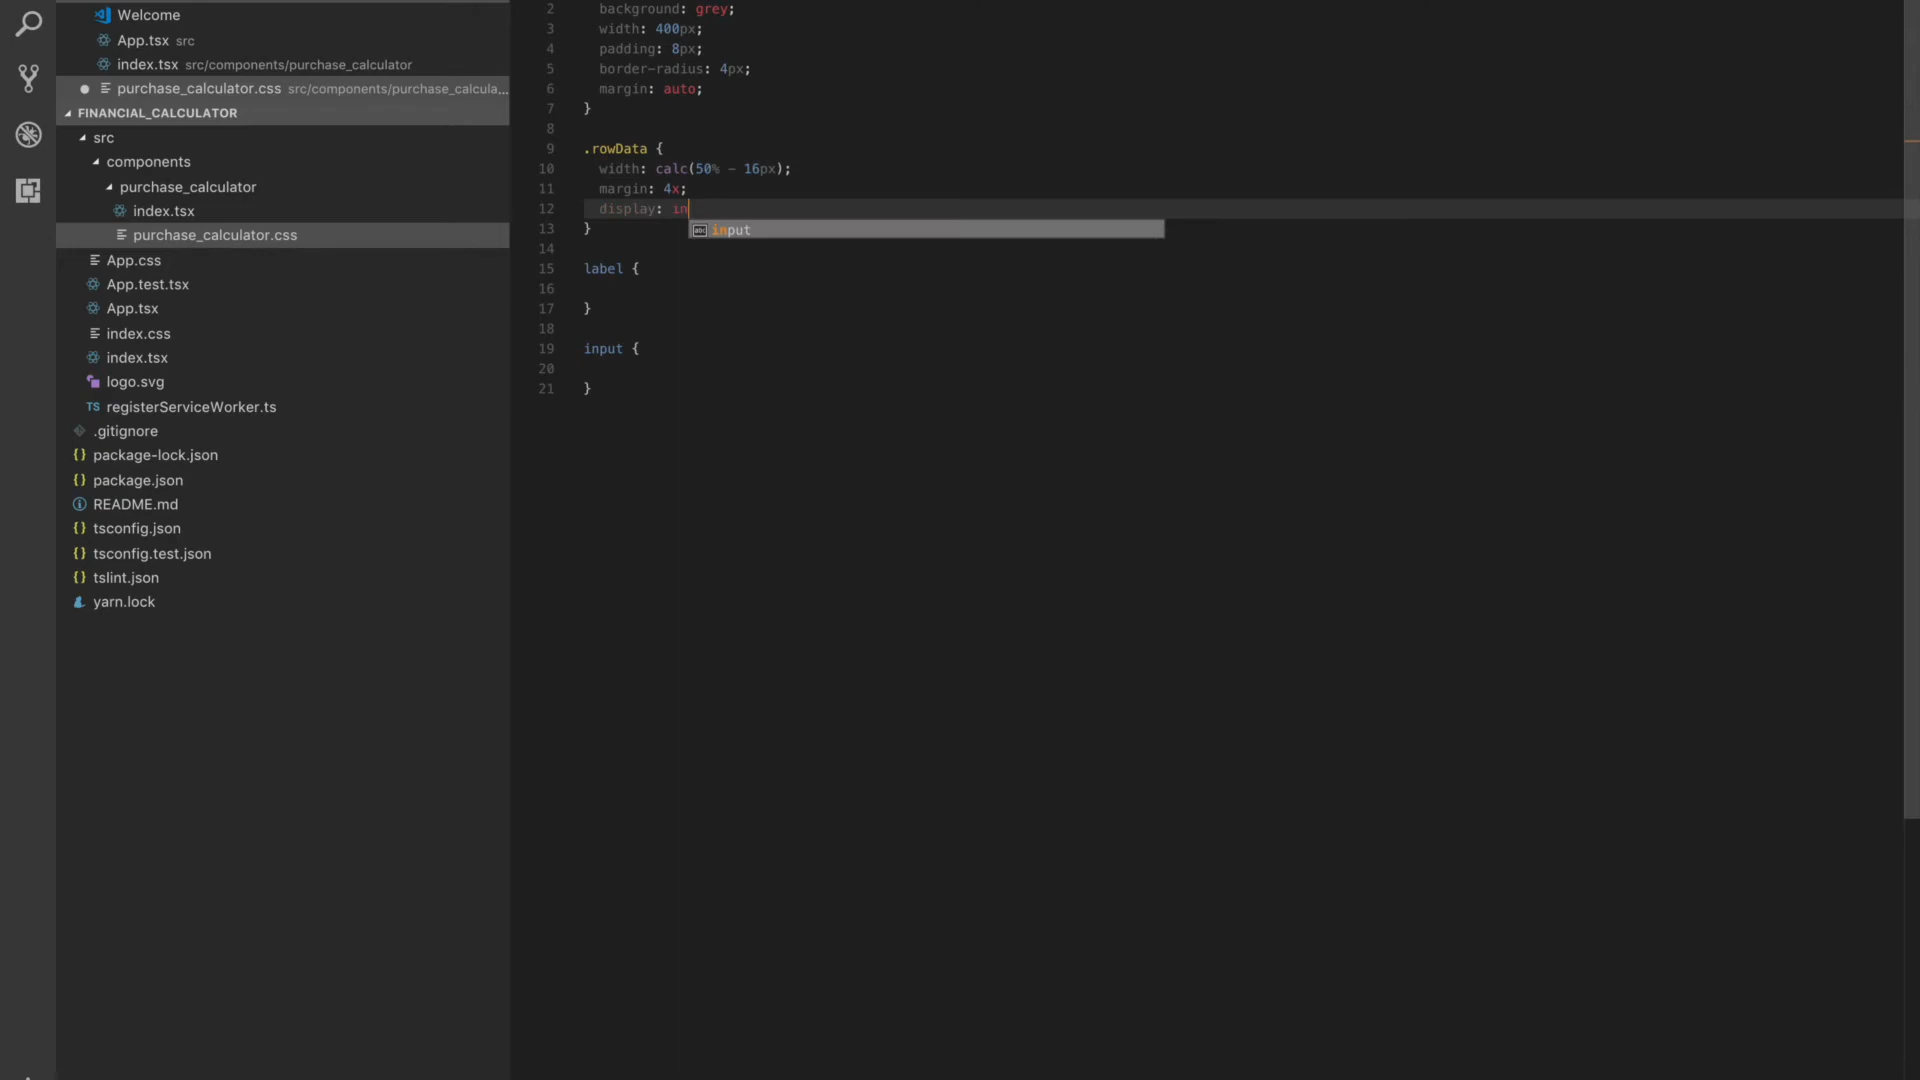 Welcome
App.tsx src
index.tsx src/components/purchase_calculator
purchase_calculator.css src/components/purchase_calcula...
FINANCIAL_CALCULATOR
src
components
purchase_calculator
index.tsx
purchase_calculator.css
App.css
App.test.tsx
App.tsx
index.css
index.tsx
logo.svg
TS registerServiceWorker.ts
.gitignore
{} package-lock.json
{} package.json
README.md
{} tsconfig.json
{} tsconfig.test.json
{} tslint.json
yarn.lock
2 background: grey;
3 width: 400px;
4 padding: 8px;
5 border-radius: 4px;
6 margin: auto;
7 }
8
9 .rowData {
10 width: calc(50% - 16px);
11 margin: 4x;
12 display: in
13 }
abc input
14
15 label {
16
17 }
18
19 input {
20
21 }